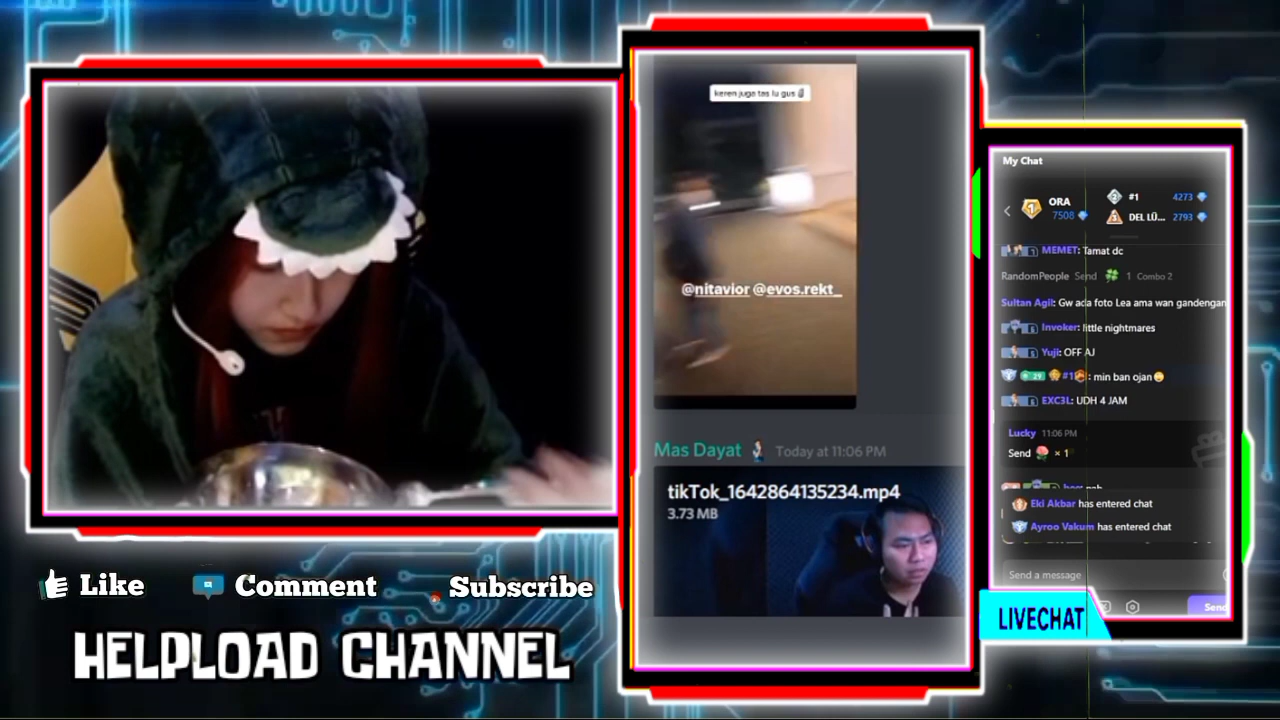 Like
Comment
Subscribe
HELPLOAD CHANNEL
keren juga tas lu gus
@nitavior @evos.rekt_
Mas Dayat Today at 11:06 PM
tikTok_1642864135234.mp4
3.73 MB
My Chat
ORA
7508
#1 4273
DEL LÜ... 2793
MEMET: Tamat dc
RandomPeople Send 1 Combo 2
Sultan Agil: Gw ada foto Lea ama wan gandengan
Invoker: little nightmares
Yuji: OFF AJ
29 #1 : min ban ojan
EXC3L: UDH 4 JAM
Lucky 11:06 PM
Send × 1
Eki Akbar has entered chat
Ayroo Vakum has entered chat
Send a message
Send
LIVECHAT